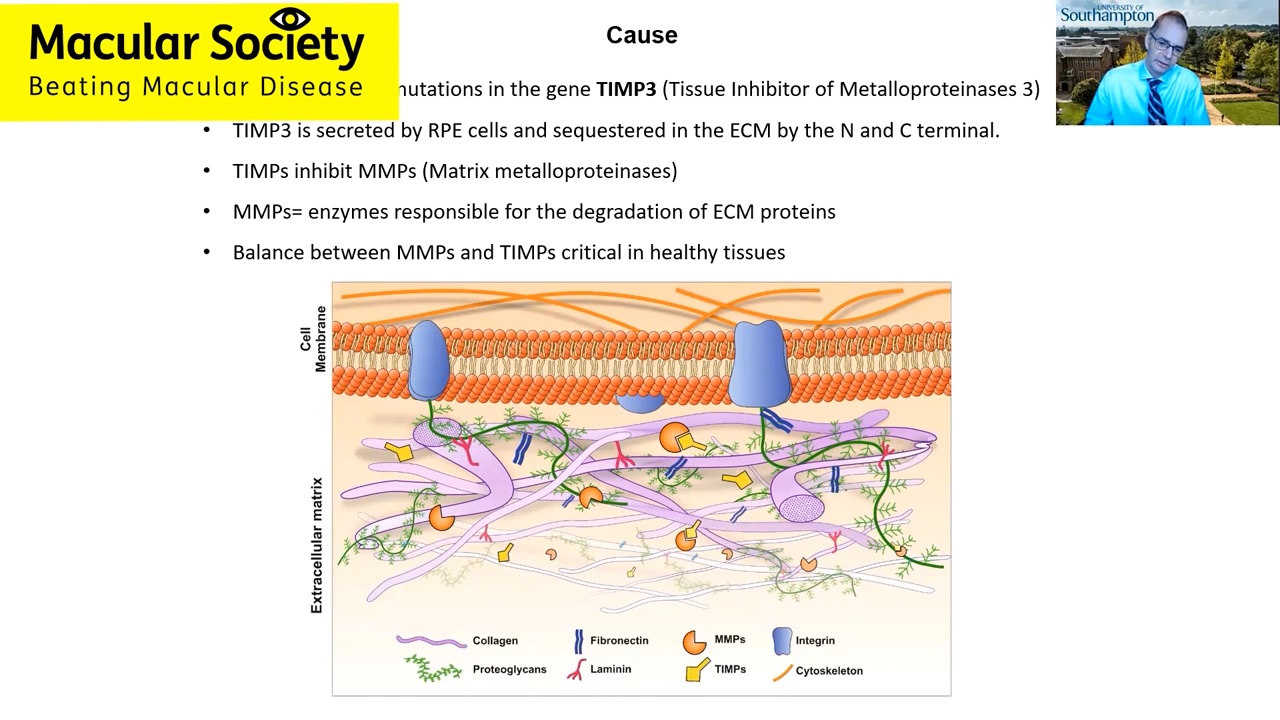 Macular Society
Beating Macular Disease
Cause
UNIVERSITY OF
Southampton
mutations in the gene TIMP3 (Tissue Inhibitor of Metalloproteinases 3)
• TIMP3 is secreted by RPE cells and sequestered in the ECM by the N and C terminal.
• TIMPs inhibit MMPs (Matrix metalloproteinases)
• MMPs= enzymes responsible for the degradation of ECM proteins
• Balance between MMPs and TIMPs critical in healthy tissues
Cell
Membrane
Extracellular matrix
Collagen
Fibronectin
MMPs
Integrin
Proteoglycans
Laminin
TIMPs
Cytoskeleton